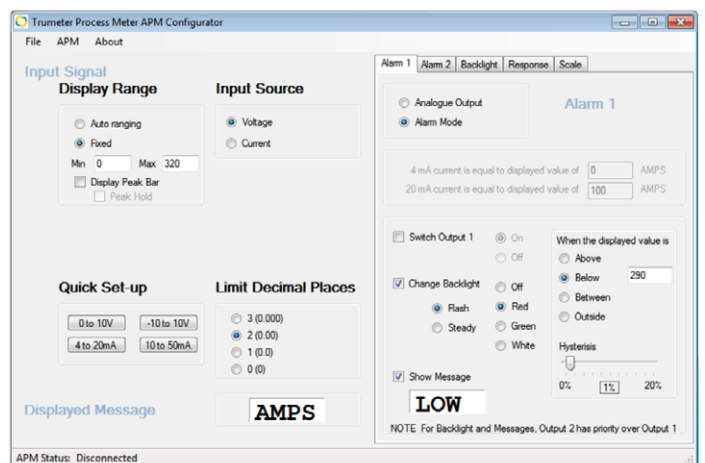 Trumeter Process Meter APM Configurator
File APM About
Input Signal
Display Range
Auto ranging
Fixed
Min 0 Max 320
Display Peak Bar
Peak Hold
Input Source
Voltage
Current
Quick Set-up
0 to 10V -10 to 10V
4 to 20mA 10 to 50mA
Limit Decimal Places
3 (0.000)
2 (0.00)
1 (0.0)
0 (0)
Displayed Message
AMPS
Alarm 1 Alarm 2 Backlight Response Scale
Analogue Output
Alarm Mode
Alarm 1
4 mA current is equal to displayed value of 0 AMPS
20 mA current is equal to displayed value of 100 AMPS
Switch Output 1
On
Off
Change Backlight
Flash
Steady
Off
Red
Green
White
When the displayed value is
Above
Below 290
Between
Outside
Hysterisis
0% 1% 20%
Show Message
LOW
NOTE For Backlight and Messages, Output 2 has priority over Output 1
APM Status: Disconnected